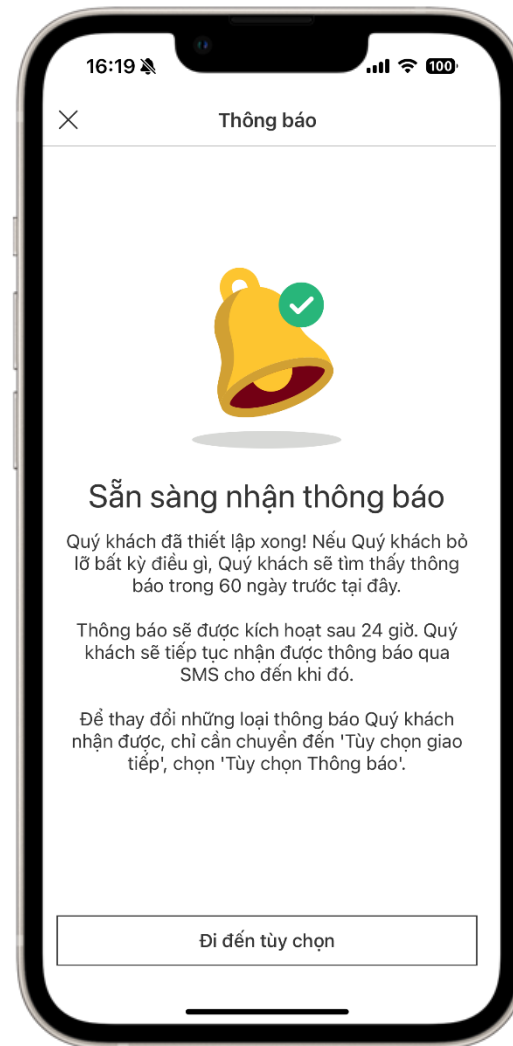 16:19
100
Thông báo
Sẵn sàng nhận thông báo
Quý khách đã thiết lập xong! Nếu Quý khách bỏ
lỡ bất kỳ điều gì, Quý khách sẽ tìm thấy thông
báo trong 60 ngày trước tại đây.
Thông báo sẽ được kích hoạt sau 24 giờ. Quý
khách sẽ tiếp tục nhận được thông báo qua
SMS cho đến khi đó.
Để thay đổi những loại thông báo Quý khách
nhận được, chỉ cần chuyển đến 'Tùy chọn giao
tiếp', chọn 'Tùy chọn Thông báo'.
Đi đến tùy chọn